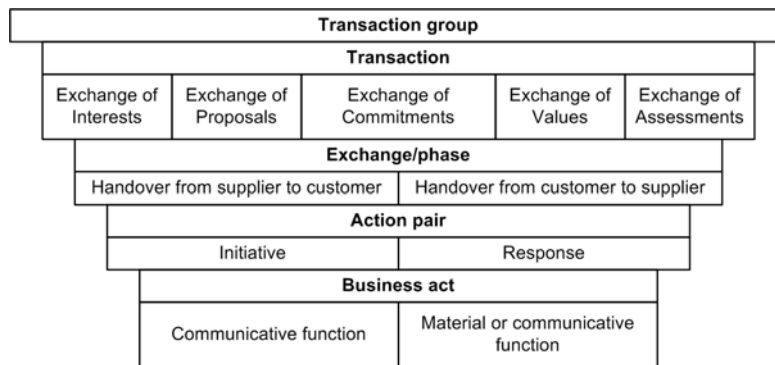 Transaction group
Transaction
Exchange of Interests
Exchange of Proposals
Exchange of Commitments
Exchange of Values
Exchange of Assessments
Exchange/phase
Handover from supplier to customer
Handover from customer to supplier
Action pair
Initiative
Response
Business act
Communicative function
Material or communicative function